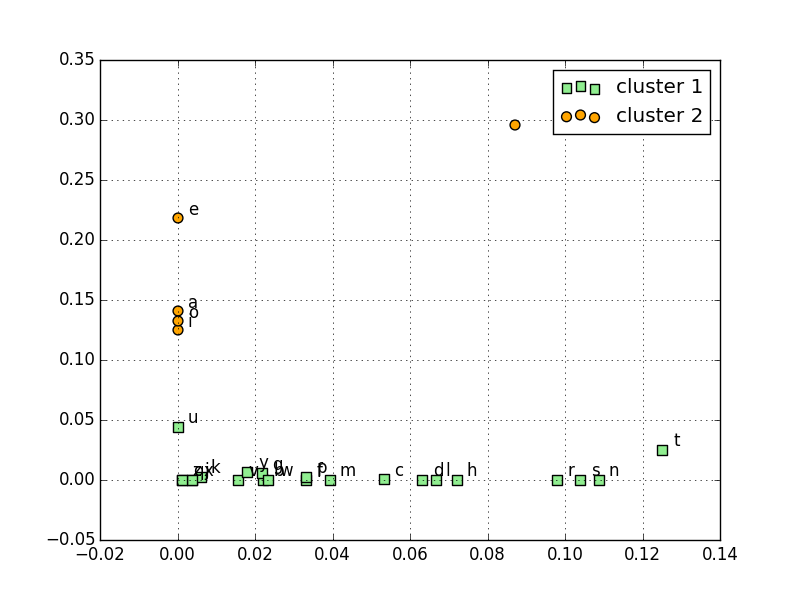 0.35
cluster 1
cluster 2
0.30
0.25
e
0.20
0.15
a
o
i
0.10
0.05
u
t
y g p
k
0.00
z q j x v b w f m c d l h r s n
−0.05
−0.02 0.00 0.02 0.04 0.06 0.08 0.10 0.12 0.14